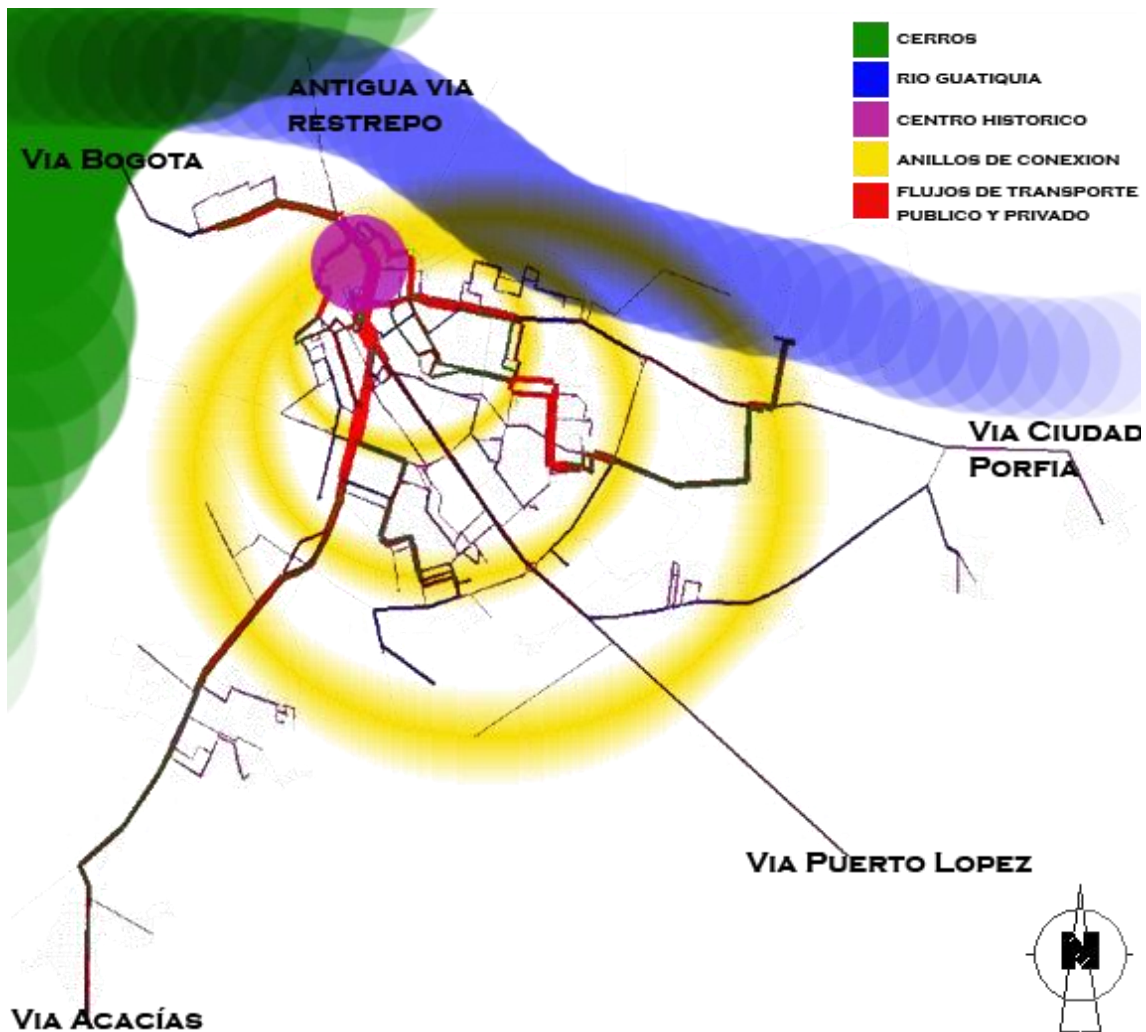 CERROS
RIO GUATIQUIA
CENTRO HISTORICO
ANILLOS DE CONEXION
FLUJOS DE TRANSPORTE
PUBLICO Y PRIVADO
ANTIGUA VIA
RESTREPO
VIA BOGOTA
VIA CIUDAD
PORFIA
VIA PUERTO LOPEZ
N
VIA ACACÍAS